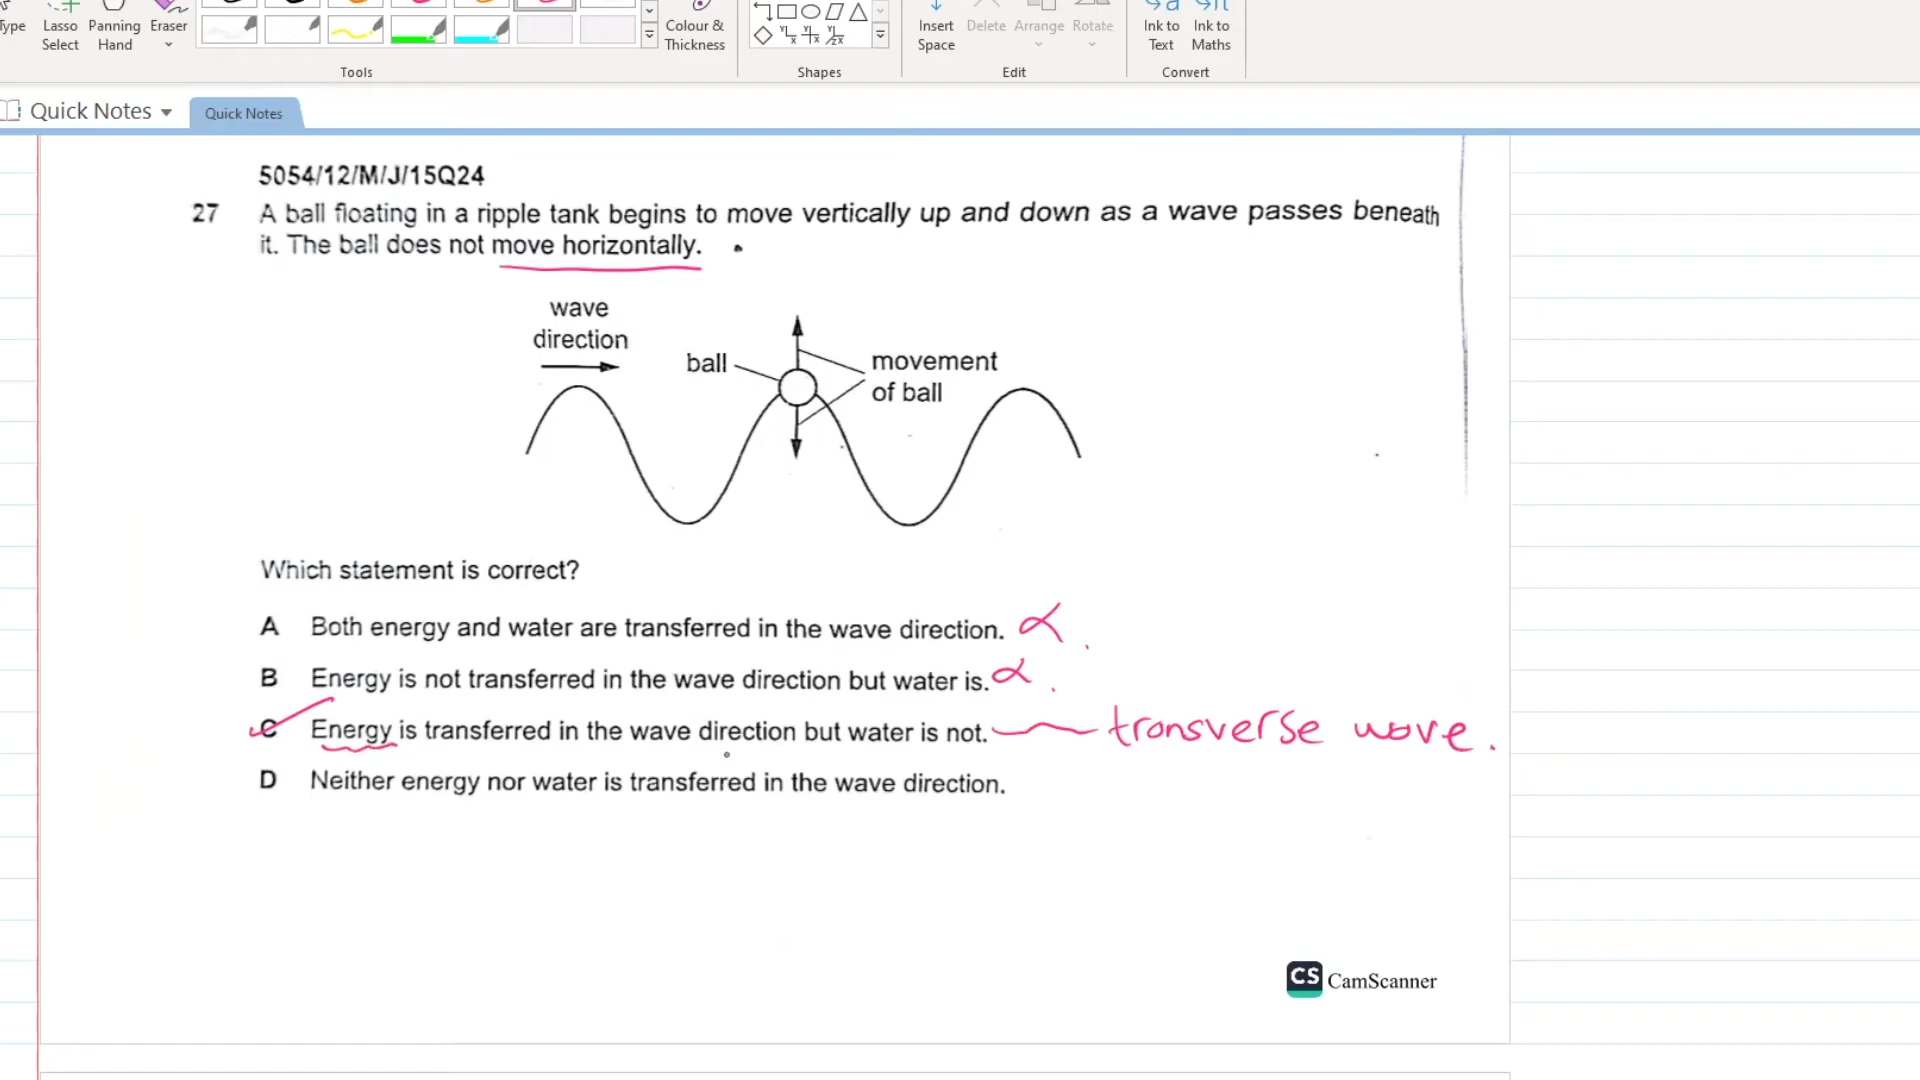 Type
Lasso
Select
Panning
Hand
Eraser
Colour &
Thickness
Insert
Space
Delete
Arrange
Rotate
Ink to
Text
Ink to
Maths
Tools
Shapes
Edit
Convert
Quick Notes
Quick Notes
5054/12/M/J/15Q24
27 A ball floating in a ripple tank begins to move vertically up and down as a wave passes beneath
it. The ball does not move horizontally.
wave
direction
ball
movement
of ball
Which statement is correct?
A Both energy and water are transferred in the wave direction.
B Energy is not transferred in the wave direction but water is.
C Energy is transferred in the wave direction but water is not. transverse wave.
D Neither energy nor water is transferred in the wave direction.
CS CamScanner